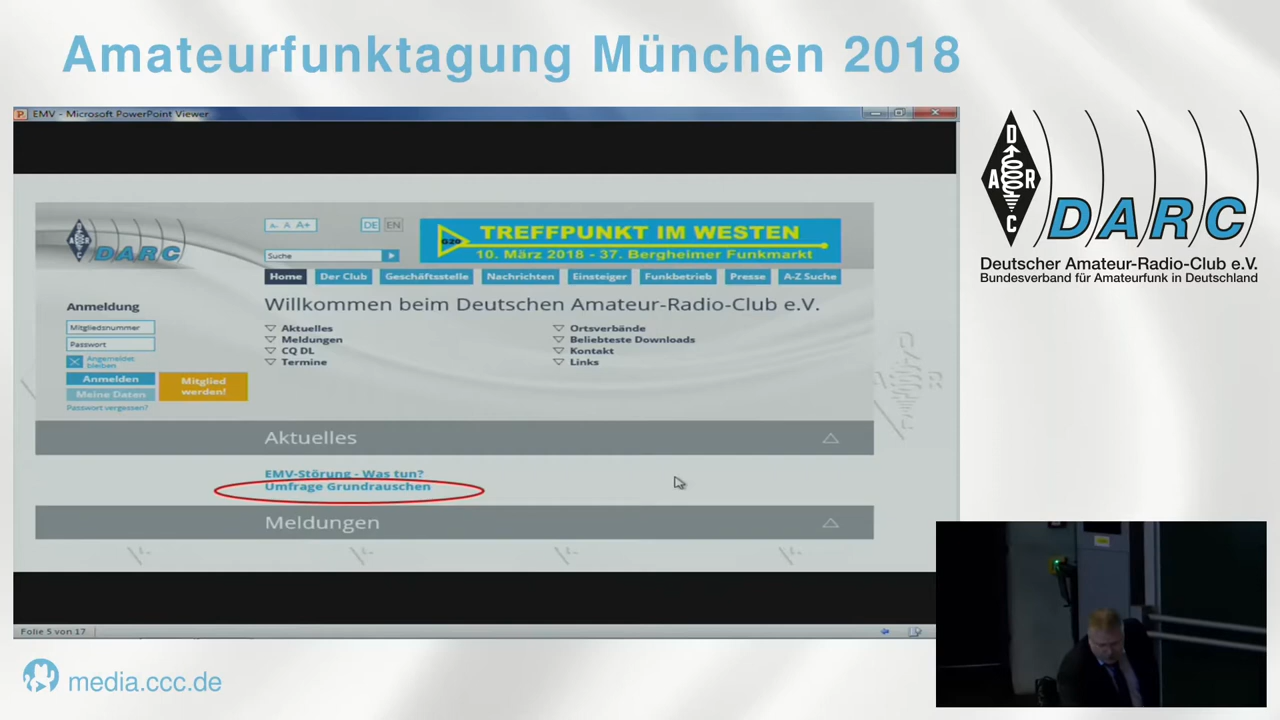 Amateurfunktagung München 2018
EMV - Microsoft PowerPoint Viewer
DARC
A- A A+
DE EN
TREFFPUNKT IM WESTEN
G20
10. März 2018 - 37. Bergheimer Funkmarkt
Suche
Home Der Club Geschäftsstelle Nachrichten Einsteiger Funkbetrieb Presse A-Z Suche
Anmeldung
Mitgliedsnummer
Passwort
Angemeldet
bleiben
Anmelden
Meine Daten
Mitglied
werden!
Passwort vergessen?
Willkommen beim Deutschen Amateur-Radio-Club e.V.
Aktuelles
Meldungen
CQ DL
Termine
Ortsverbände
Beliebteste Downloads
Kontakt
Links
Aktuelles
EMV-Störung - Was tun?
Umfrage Grundrauschen
Meldungen
Folie 5 von 17
D
A R
C
DARC
Deutscher Amateur-Radio-Club e.V.
Bundesverband für Amateurfunk in Deutschland
media.ccc.de